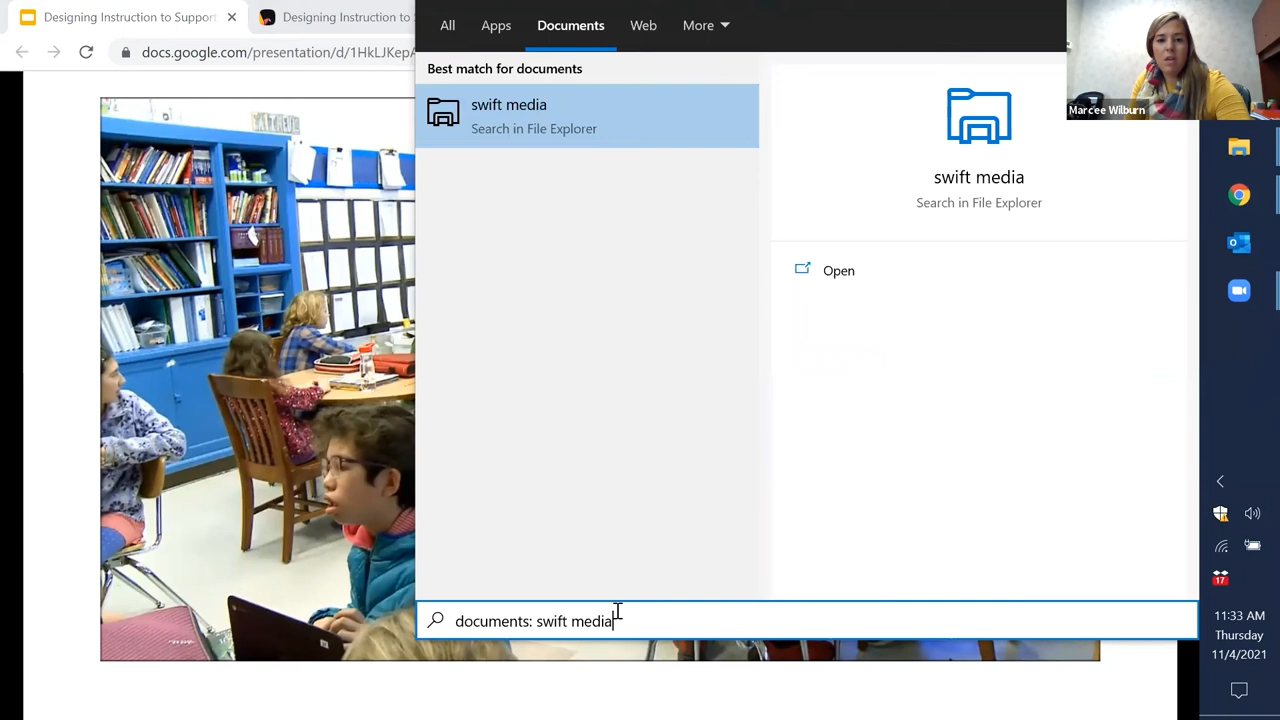 Designing Instruction to Support
Designing Instruction to
docs.google.com/presentation/d/1HkLJKep
All Apps Documents Web More
Best match for documents
swift media
Search in File Explorer
swift media
Search in File Explorer
Open
documents: swift media
Marcee Wilburn
17
11:33 AM
Thursday
11/4/2021